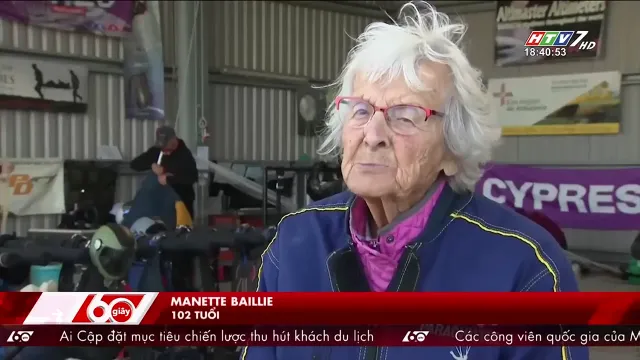 HTV7 HD
18:40:53
CYPRES
MANETTE BAILLIE
102 TUỔI
60 giây
Ai Cập đặt mục tiêu chiến lược thu hút khách du lịch
Các công viên quốc gia của M